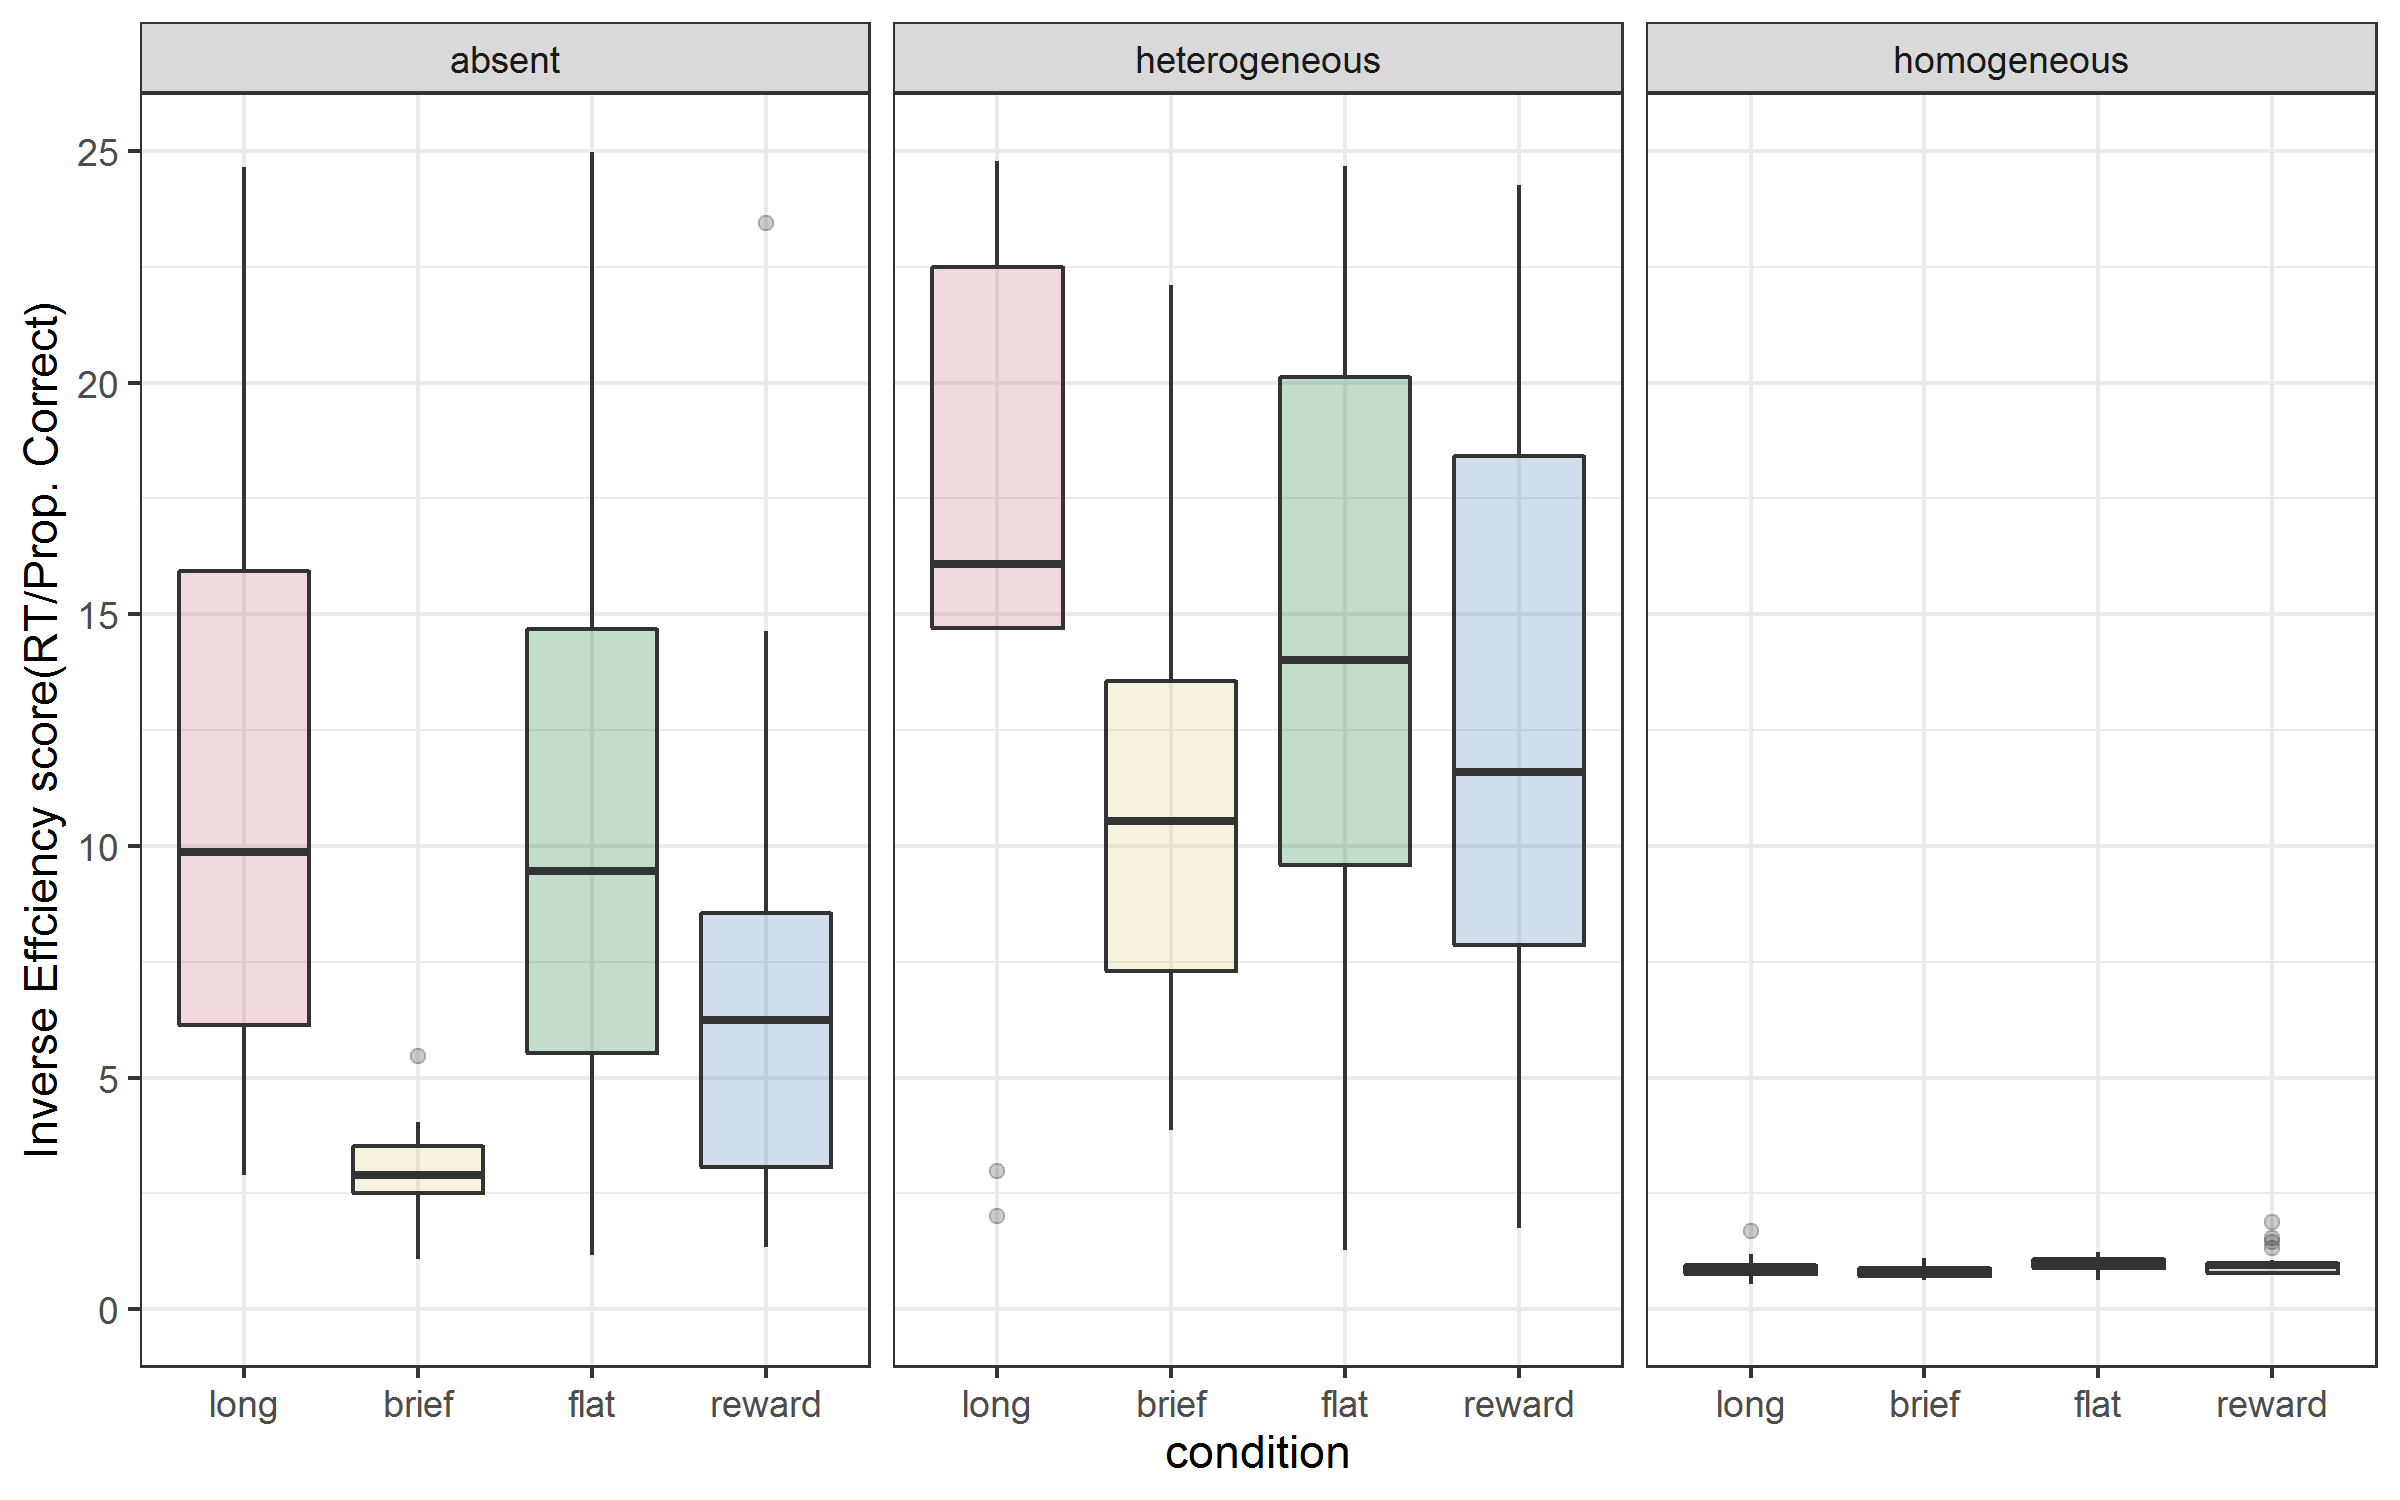 absent heterogeneous homogeneous
Inverse Effciency score(RT/Prop. Correct)
25
20
15
10
5
0
long brief flat reward long brief flat reward long brief flat reward
condition